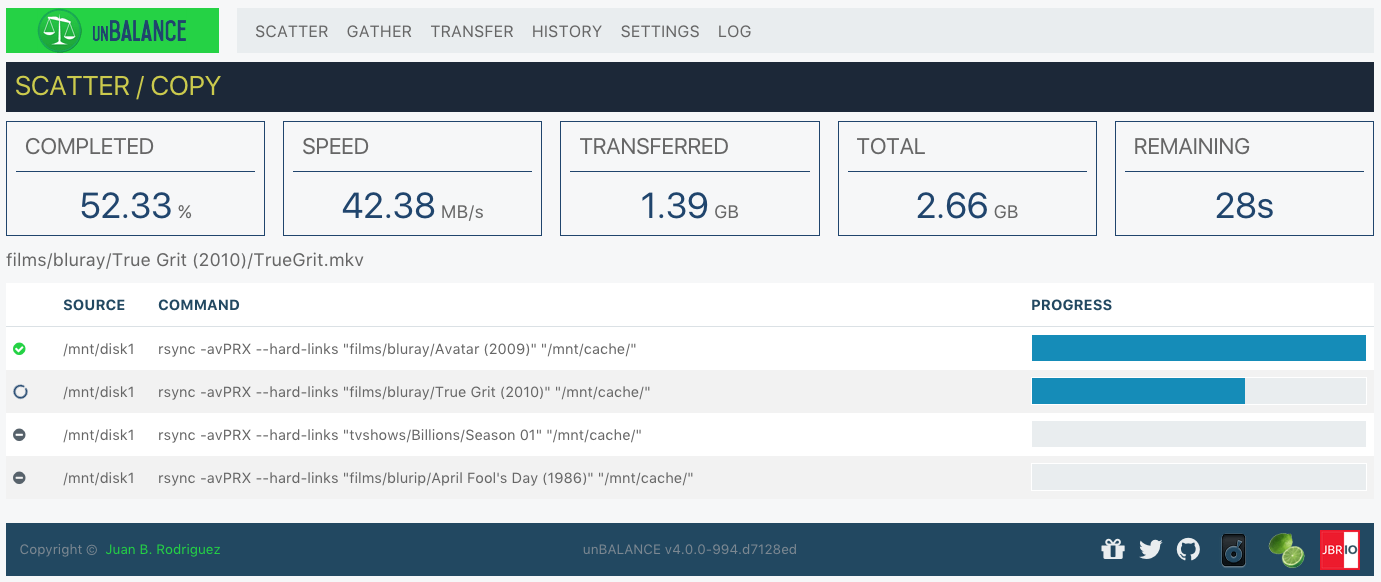 unBALANCE
SCATTER GATHER TRANSFER HISTORY SETTINGS LOG
SCATTER / COPY
COMPLETED SPEED TRANSFERRED TOTAL REMAINING
52.33 % 42.38 MB/s 1.39 GB 2.66 GB 28s
films/bluray/True Grit (2010)/TrueGrit.mkv
SOURCE COMMAND PROGRESS
/mnt/disk1 rsync -avPRX --hard-links "films/bluray/Avatar (2009)" "/mnt/cache/"
/mnt/disk1 rsync -avPRX --hard-links "films/bluray/True Grit (2010)" "/mnt/cache/"
/mnt/disk1 rsync -avPRX --hard-links "tvshows/Billions/Season 01" "/mnt/cache/"
/mnt/disk1 rsync -avPRX --hard-links "films/blurip/April Fool's Day (1986)" "/mnt/cache/"
Copyright © Juan B. Rodriguez unBALANCE v4.0.0-994.d7128ed JBRIO